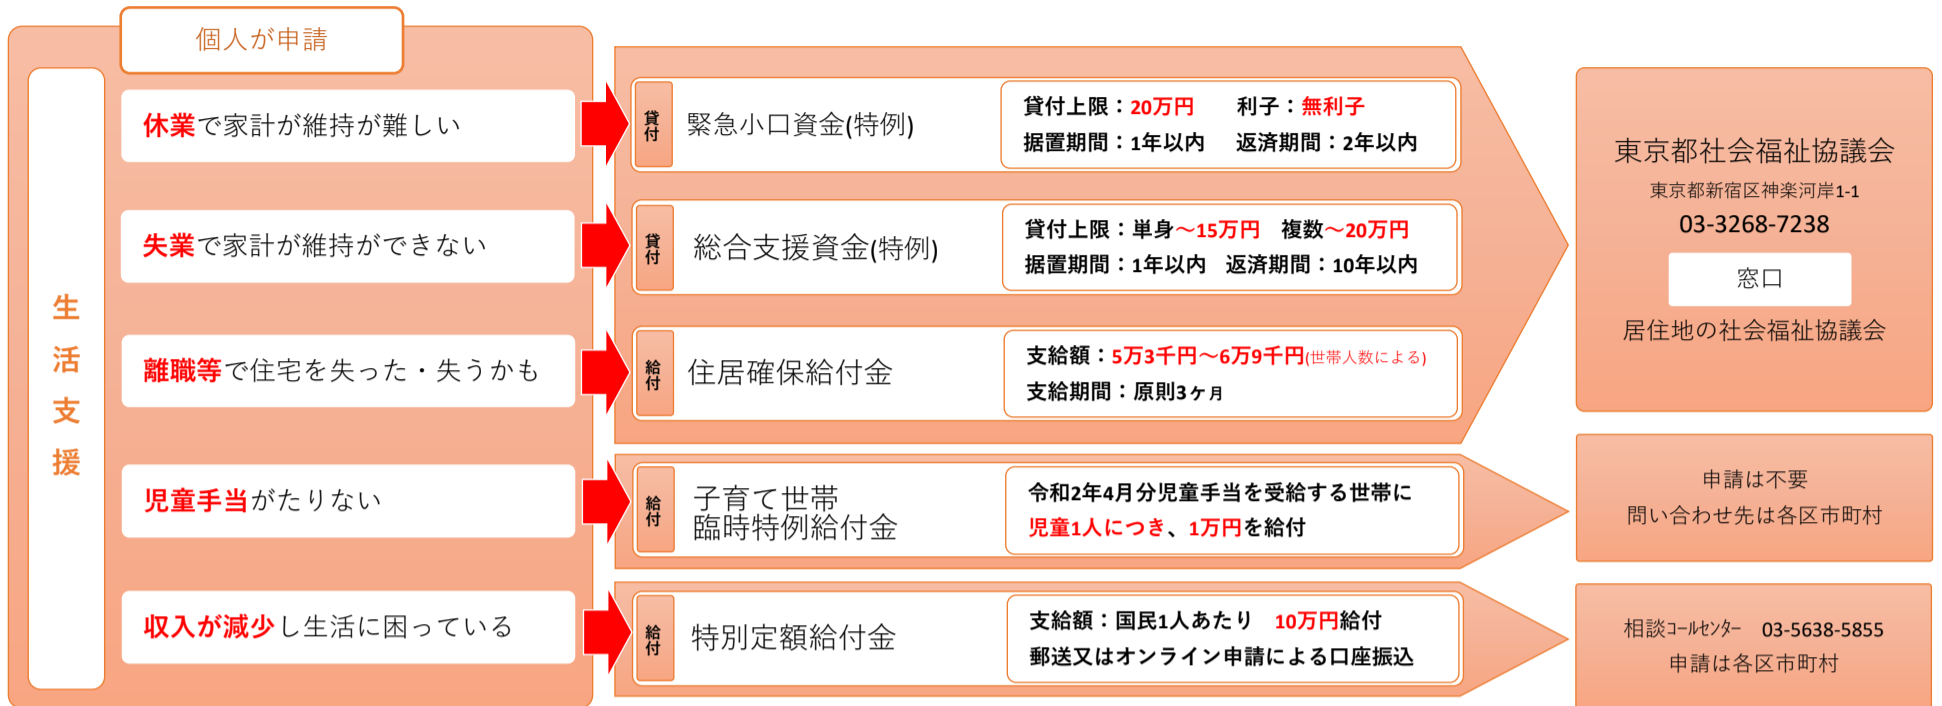 個人が申請
生活支援
休業で家計が維持が難しい
貸付
緊急小口資金(特例)
貸付上限：20万円　利子：無利子
据置期間：1年以内　返済期間：2年以内
失業で家計が維持ができない
貸付
総合支援資金(特例)
貸付上限：単身～15万円　複数～20万円
据置期間：1年以内　返済期間：10年以内
離職等で住宅を失った・失うかも
給付
住居確保給付金
支給額：5万3千円～6万9千円(世帯人数による)
支給期間：原則3ヶ月
東京都社会福祉協議会
東京都新宿区神楽河岸1-1
03-3268-7238
窓口
居住地の社会福祉協議会
児童手当がたりない
給付
子育て世帯
臨時特例給付金
令和2年4月分児童手当を受給する世帯に
児童1人につき、1万円を給付
申請は不要
問い合わせ先は各区市町村
収入が減少し生活に困っている
給付
特別定額給付金
支給額：国民1人あたり　10万円給付
郵送又はオンライン申請による口座振込
相談ｺｰﾙｾﾝﾀｰ　03-5638-5855
申請は各区市町村